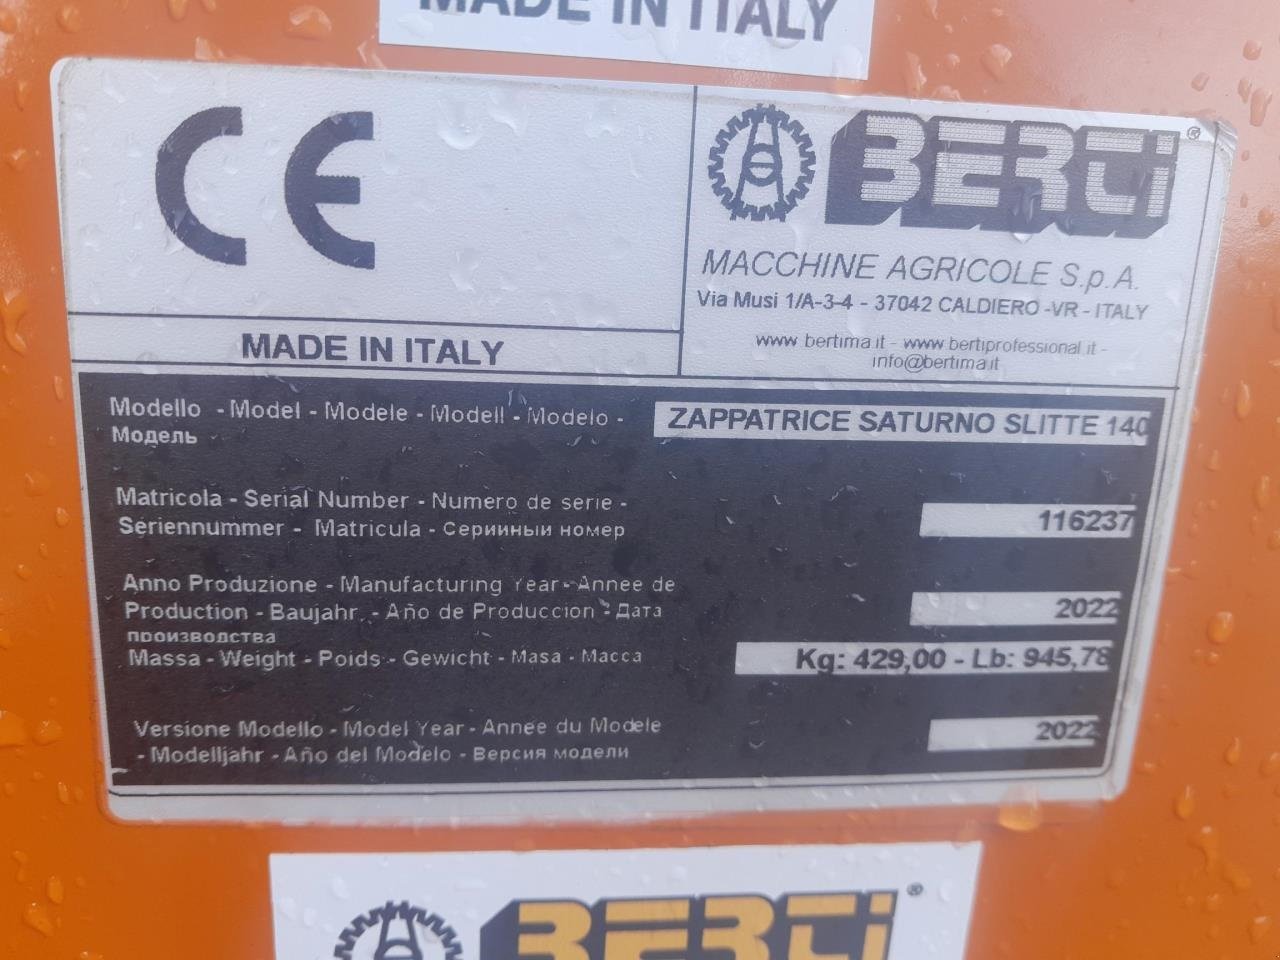 MADE IN ITALY
CE
BERTI ®
MACCHINE AGRICOLE S.p.A.
Via Musi 1/A-3-4 - 37042 CALDIERO -VR - ITALY
www bertima.it - www.bertiprofessional.it -
info@bertima.it
MADE IN ITALY
Modello - Model - Modele - Modell - Modelo - ZAPPATRICE SATURNO SLITTE 140
Модель
Matricola - Serial Number - Numero de serie - 116237
Seriennummer - Matricula - Серииный номер
Anno Produzione - Manufacturing Year - Annee de
Production - Baujahr - Año de Produccion - Дата 2022
производства
Massa - Weight - Poids - Gewicht - Masa - Масса Kg: 429,00 - Lb: 945,78
Versione Modello - Model Year - Annee du Modele 2022
- Modelljahr - Año del Modelo - Версия модели
BERTI ®